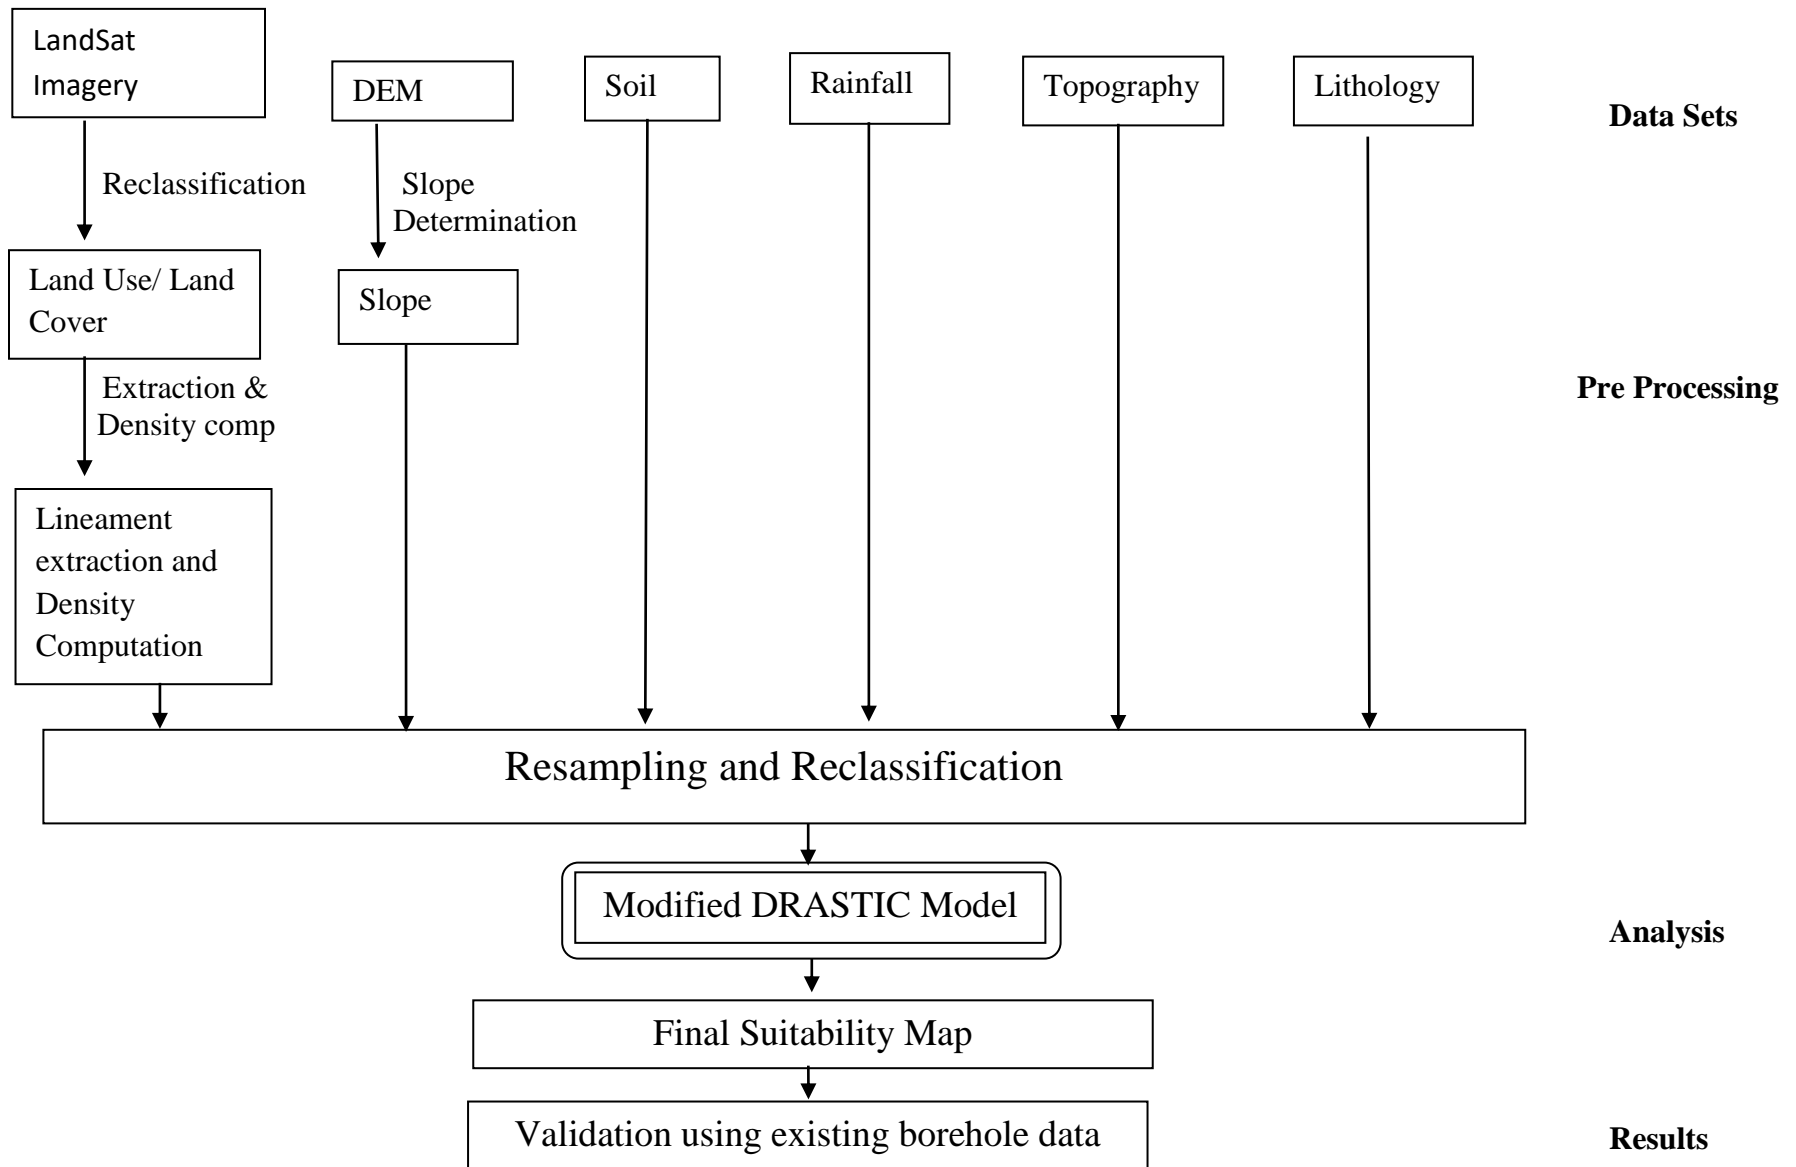 LandSat
Imagery
DEM
Soil
Rainfall
Topography
Lithology
Data Sets
Reclassification
Slope
Determination
Land Use/ Land
Cover
Slope
Extraction &
Density comp
Pre Processing
Lineament
extraction and
Density
Computation
Resampling and Reclassification
Modified DRASTIC Model
Analysis
Final Suitability Map
Validation using existing borehole data
Results